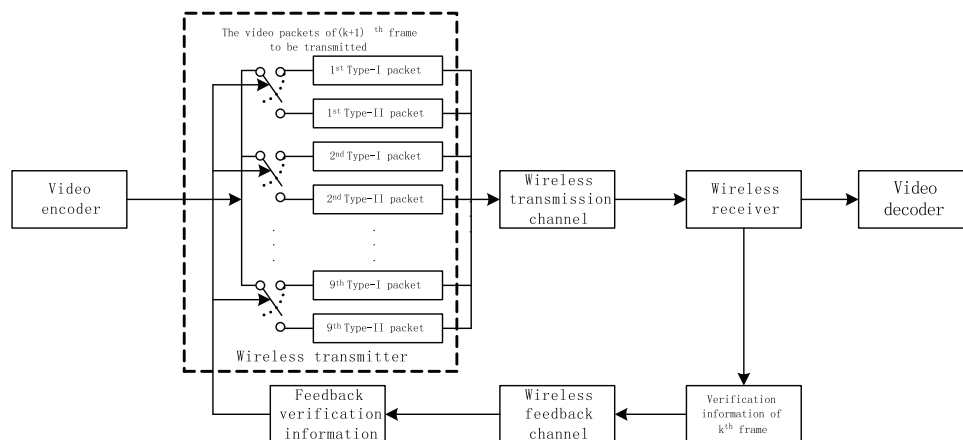 The video packets of(k+1) th frame
to be transmitted
1st Type-I packet
1st Type-II packet
2nd Type-I packet
2nd Type-II packet
9th Type-I packet
9th Type-II packet
Wireless transmitter
Video
encoder
Wireless
transmission
channel
Wireless
receiver
Video
decoder
Feedback
verification
information
Wireless
feedback
channel
Verification
information of
kth frame